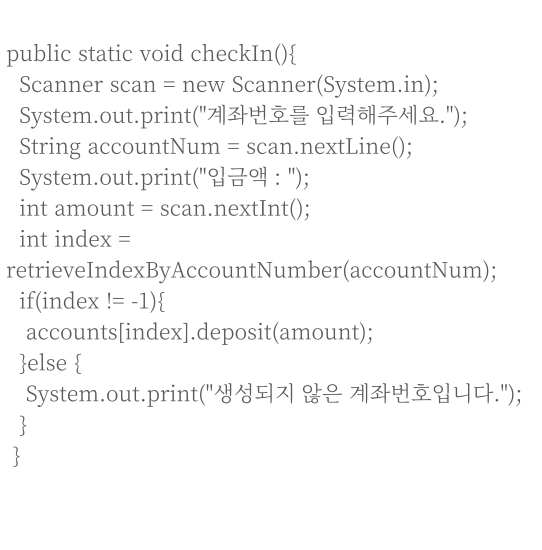 public static void checkIn(){
Scanner scan = new Scanner(System.in);
System.out.print("계좌번호를 입력해주세요.");
String accountNum = scan.nextLine();
System.out.print("입금액 : ");
int amount = scan.nextInt();
int index =
retrieveIndexByAccountNumber(accountNum);
if(index != -1){
accounts[index].deposit(amount);
}else {
System.out.print("생성되지 않은 계좌번호입니다.");
}
}